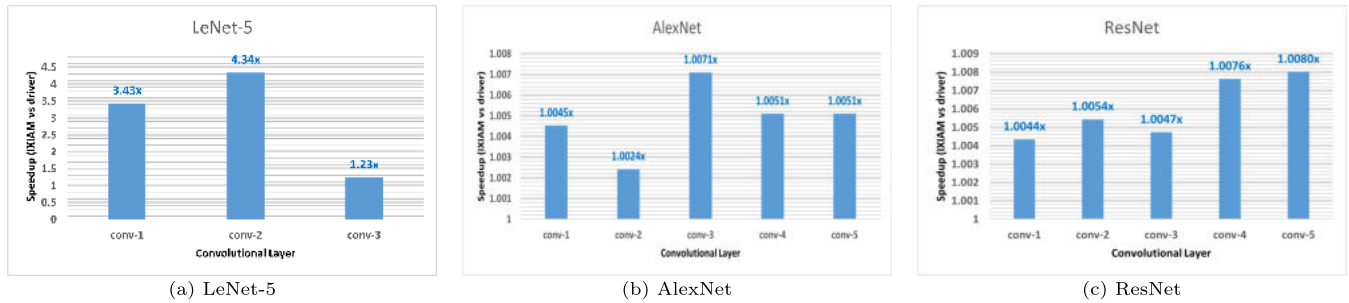 LeNet-5
Speedup (IXIAM vs driver)
4.5
4
3.5
3
2.5
2
1.5
1
0.5
0
3.43x
4.34x
1.23x
conv-1
conv-2
conv-3
Convolutional Layer
(a) LeNet-5
AlexNet
Speedup (IXIAM vs driver)
1.008
1.007
1.006
1.005
1.004
1.003
1.002
1.001
1
1.0045x
1.0024x
1.0071x
1.0051x
1.0051x
conv-1
conv-2
conv-3
conv-4
conv-5
Convolutional Layer
(b) AlexNet
ResNet
Speedup (IXIAM vs driver)
1.009
1.008
1.007
1.006
1.005
1.004
1.003
1.002
1.001
1
1.0044x
1.0054x
1.0047x
1.0076x
1.0080x
conv-1
conv-2
conv-3
conv-4
conv-5
Convolutional Layer
(c) ResNet